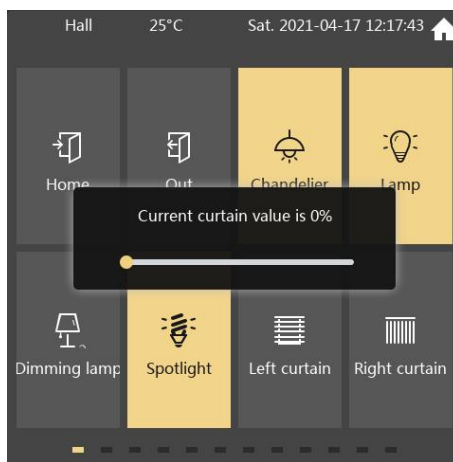 Hall 25°C Sat. 2021-04-17 12:17:43
Home Out Chandelier Lamp
Current curtain value is 0%
Dimming lamp Spotlight Left curtain Right curtain